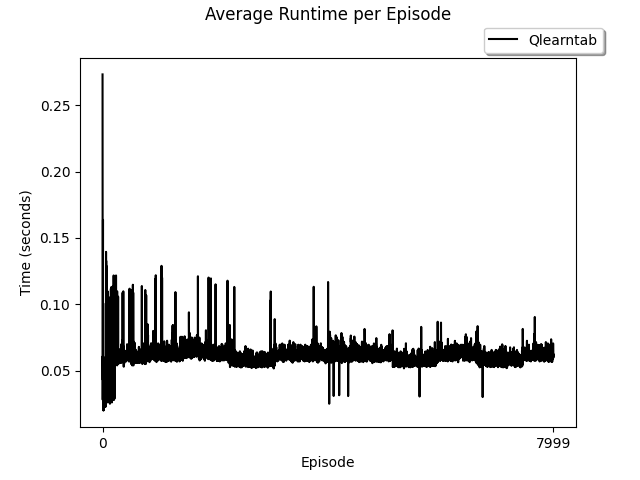 Average Runtime per Episode
Qlearntab
0.25
0.20
0.15
0.10
0.05
Time (seconds)
0 7999
Episode